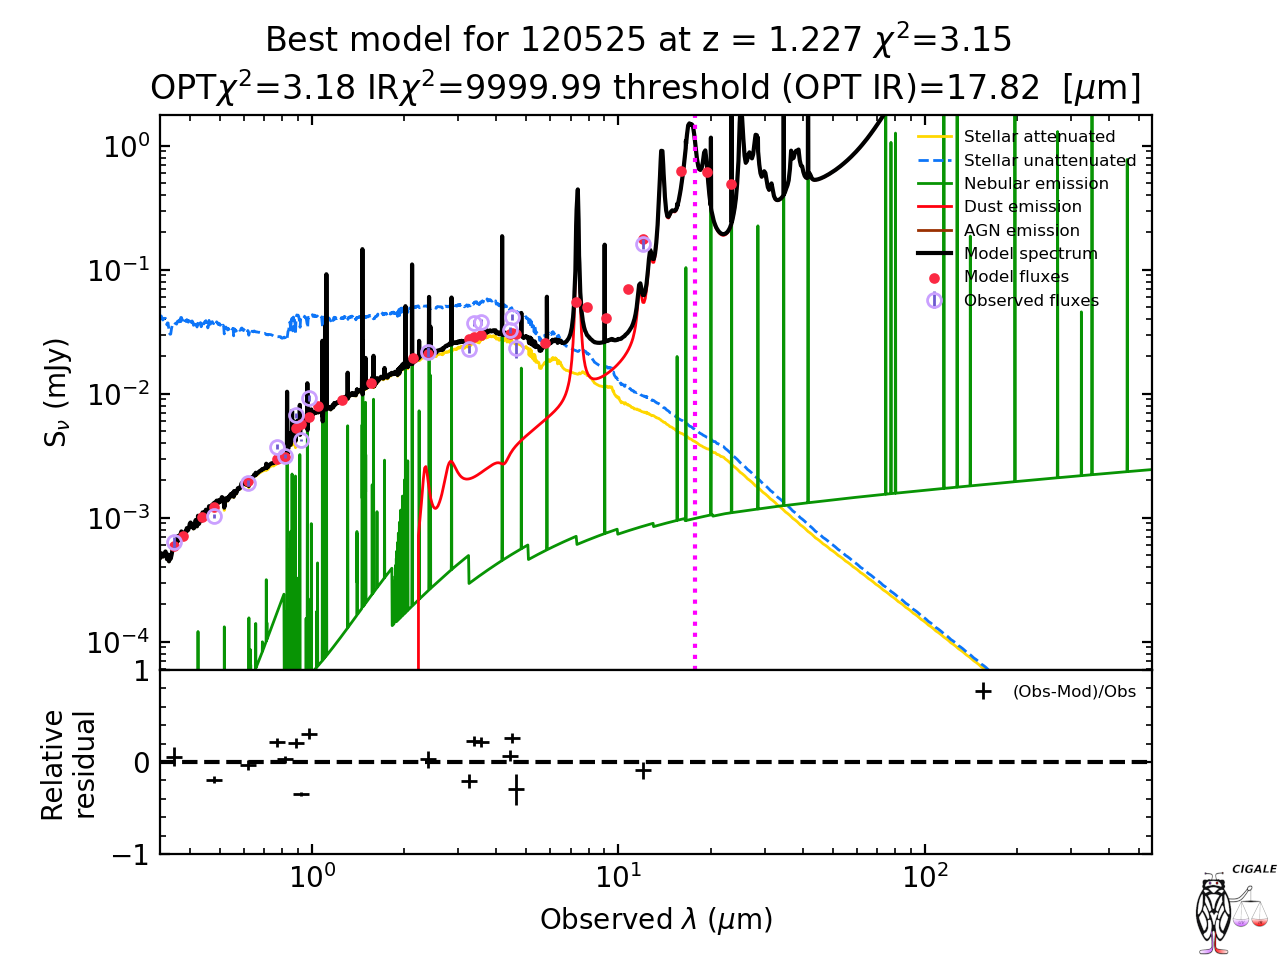 Best model for 120525 at z = 1.227 χ²=3.15
OPTχ²=3.18 IRχ²=9999.99 threshold (OPT IR)=17.82 [μm]
10⁰
10⁻¹
10⁻²
10⁻³
10⁻⁴
S_ν (mJy)
Stellar attenuated
Stellar unattenuated
Nebular emission
Dust emission
AGN emission
Model spectrum
Model fluxes
Observed fluxes
1
0
−1
Relative
residual
(Obs-Mod)/Obs
10⁰ 10¹ 10²
Observed λ (μm)
CIGALE